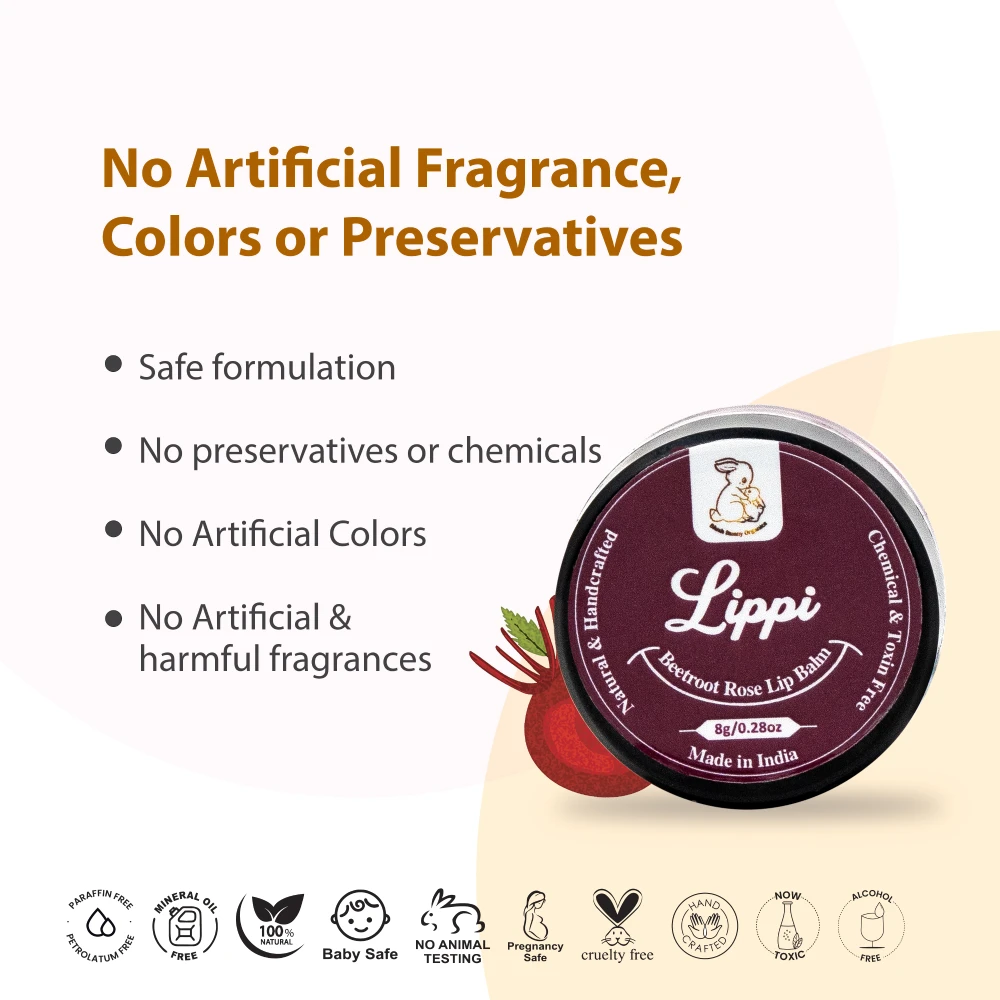 No Artificial Fragrance,
Colors or Preservatives
Safe formulation
No preservatives or chemicals
No Artificial Colors
No Artificial &
harmful fragrances
Natural & Handcrafted
Chemical & Toxin Free
Lippi
Beetroot Rose Lip Balm
8g/0.28oz
Made in India
PARAFFIN FREE
PETROLATUM FREE
MINERAL OIL
FREE
100%
NATURAL
Baby Safe
NO ANIMAL
TESTING
Pregnancy
Safe
cruelty free
HAND
CRAFTED
NOW
TOXIC
ALCOHOL
FREE